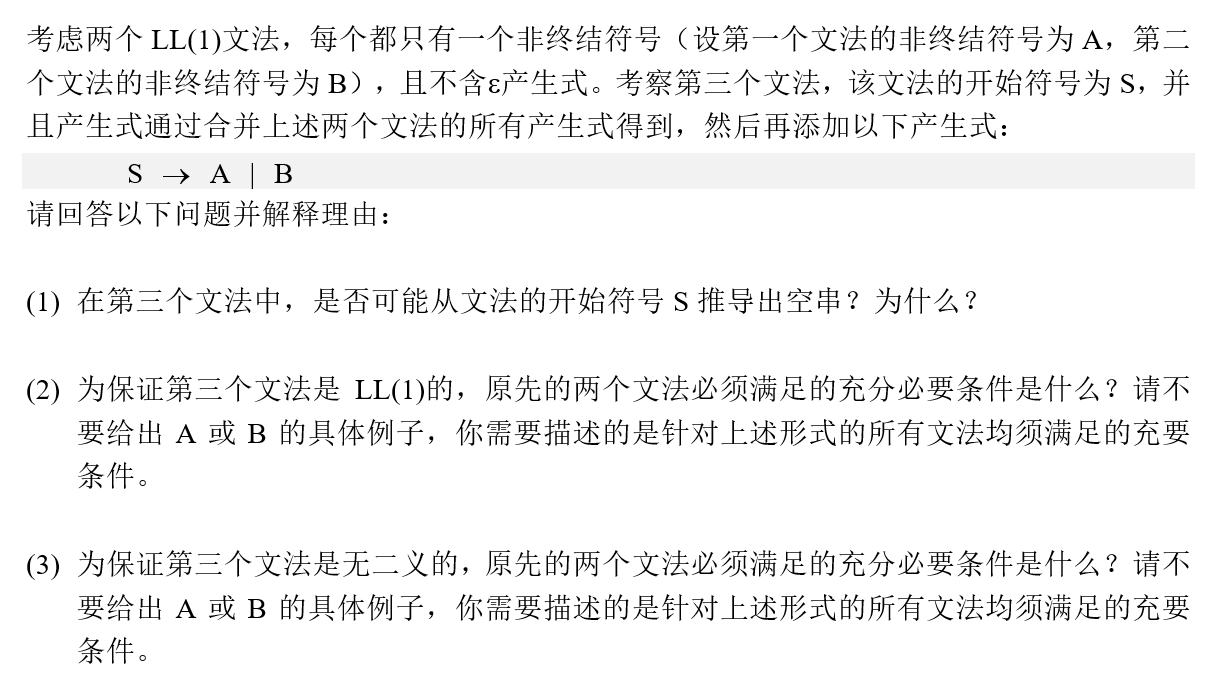 考虑两个 LL(1)文法，每个都只有一个非终结符号（设第一个文法的非终结符号为 A，第二
个文法的非终结符号为 B），且不含ε产生式。考察第三个文法，该文法的开始符号为 S，并
且产生式通过合并上述两个文法的所有产生式得到，然后再添加以下产生式：
S → A | B
请回答以下问题并解释理由：
(1) 在第三个文法中，是否可能从文法的开始符号 S 推导出空串？为什么？
(2) 为保证第三个文法是 LL(1)的，原先的两个文法必须满足的充分必要条件是什么？请不
要给出 A 或 B 的具体例子，你需要描述的是针对上述形式的所有文法均须满足的充要
条件。
(3) 为保证第三个文法是无二义的，原先的两个文法必须满足的充分必要条件是什么？请不
要给出 A 或 B 的具体例子，你需要描述的是针对上述形式的所有文法均须满足的充要
条件。